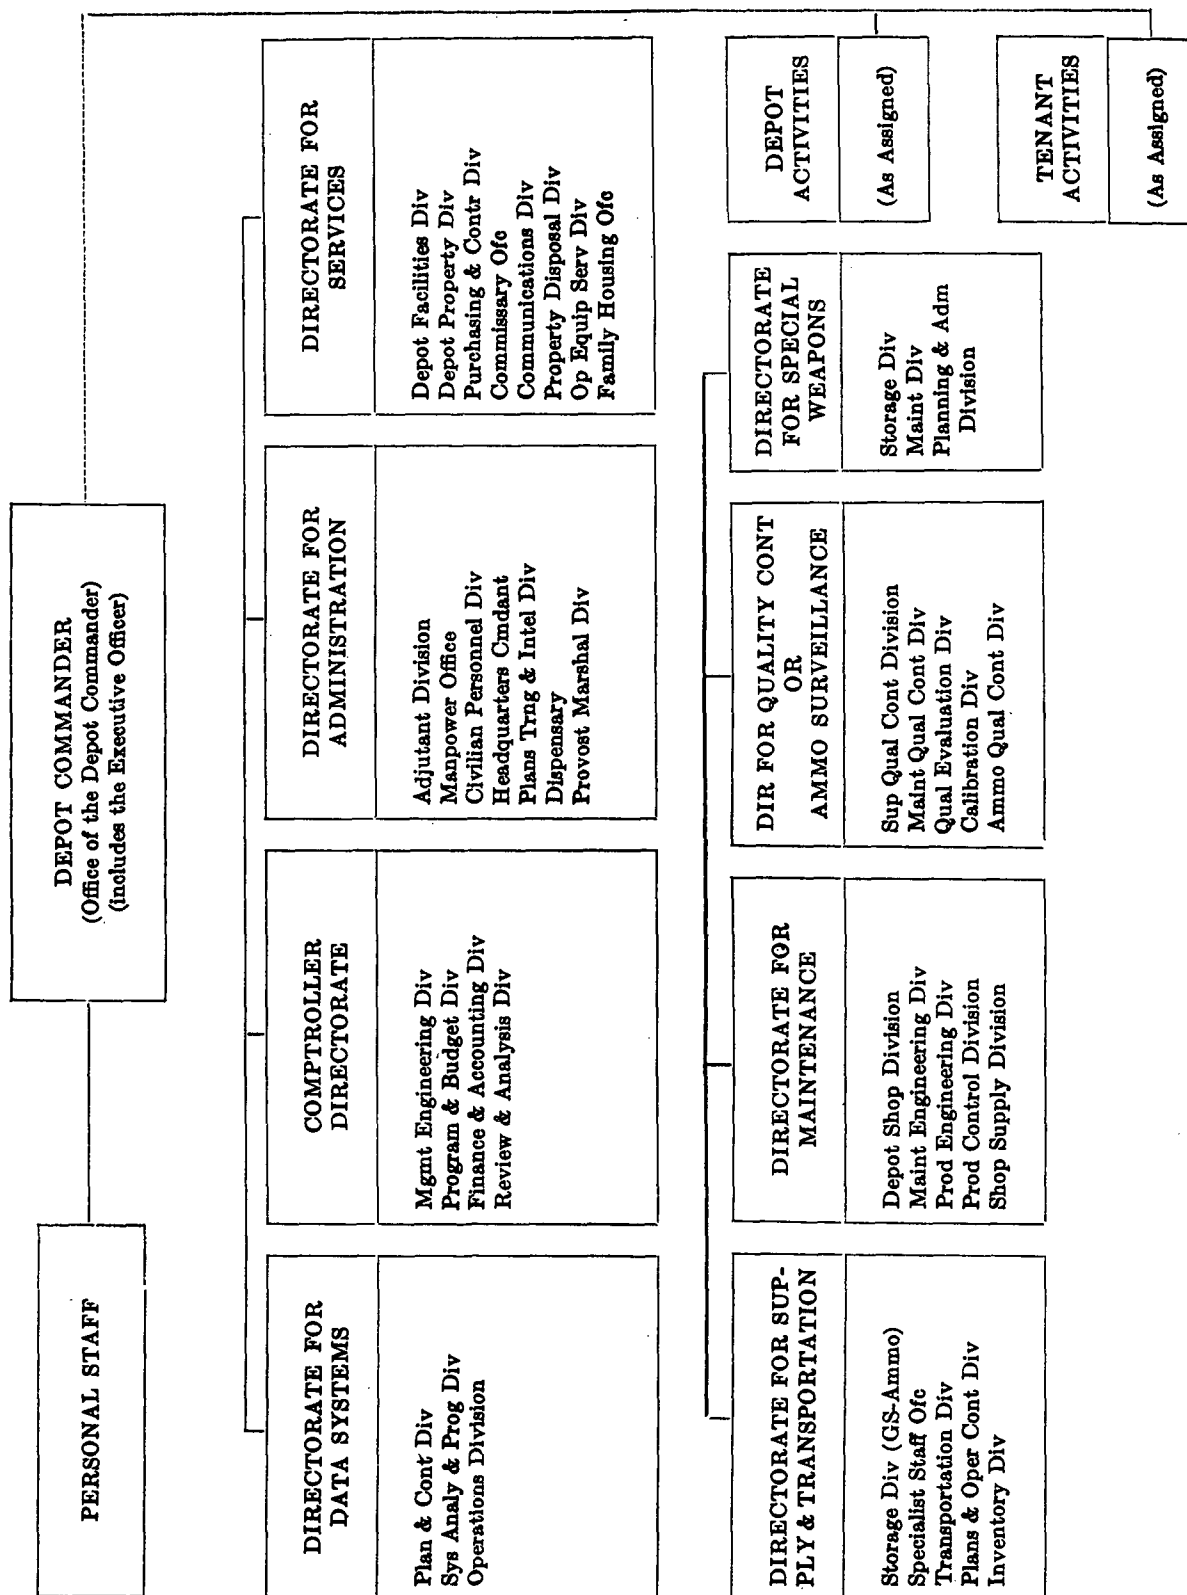 PERSONAL STAFF
DEPOT COMMANDER
(Office of the Depot Commander)
(includes the Executive Officer)
DIRECTORATE FOR
DATA SYSTEMS
Plan & Cont Div
Sys Analy & Prog Div
Operations Division
COMPTROLLER
DIRECTORATE
Mgmt Engineering Div
Program & Budget Div
Finance & Accounting Div
Review & Analysis Div
DIRECTORATE FOR
ADMINISTRATION
Adjutant Division
Manpower Office
Civilian Personnel Div
Headquarters Cmdant
Plans Trng & Intel Div
Dispensary
Provost Marshal Div
DIRECTORATE FOR
SERVICES
Depot Facilities Div
Depot Property Div
Purchasing & Contr Div
Commissary Ofc
Communications Div
Property Disposal Div
Op Equip Serv Div
Family Housing Ofc
DIRECTORATE FOR SUP-
PLY & TRANSPORTATION
Storage Div (GS-Ammo)
Specialist Staff Ofc
Transportation Div
Plans & Oper Cont Div
Inventory Div
DIRECTORATE FOR
MAINTENANCE
Depot Shop Division
Maint Engineering Div
Prod Engineering Div
Prod Control Division
Shop Supply Division
DIR FOR QUALITY CONT
OR
AMMO SURVEILLANCE
Sup Qual Cont Division
Maint Qual Cont Div
Qual Evaluation Div
Calibration Div
Ammo Qual Cont Div
DIRECTORATE
FOR SPECIAL
WEAPONS
Storage Div
Maint Div
Planning & Adm
Division
DEPOT
ACTIVITIES
(As Assigned)
TENANT
ACTIVITIES
(As Assigned)